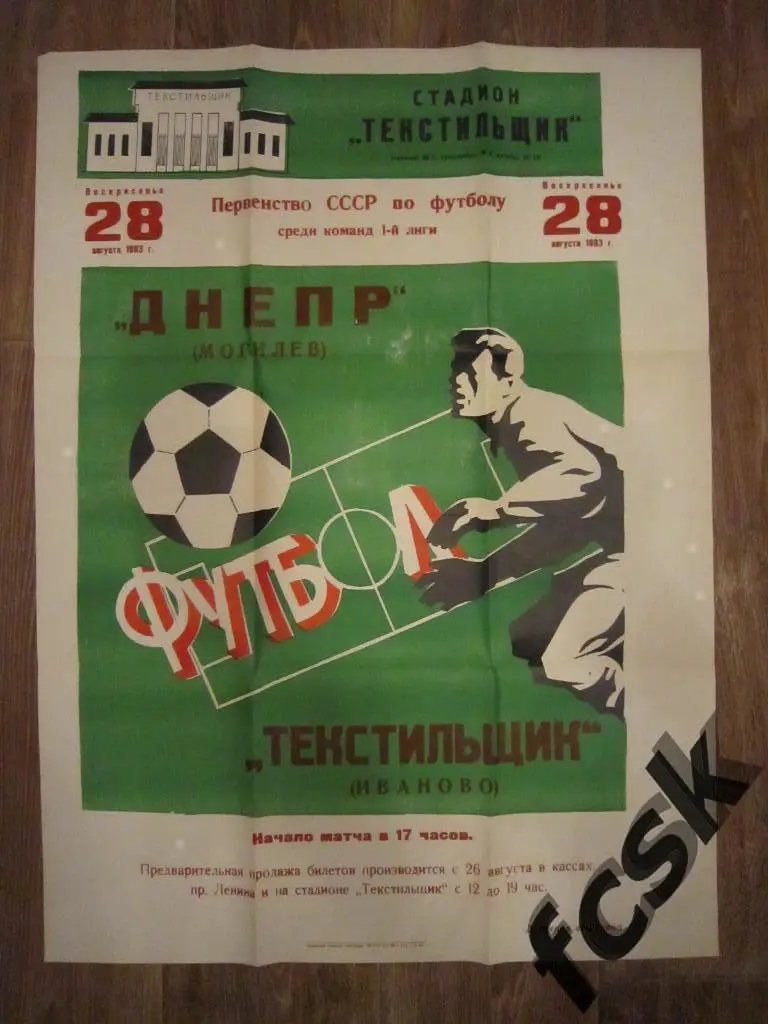 ТЕКСТИЛЬЩИК
СТАДИОН
„ТЕКСТИЛЬЩИК“
Воскресенье
28
августа 1983 г.
Первенство СССР по футболу
среди команд 1-й лиги
Воскресенье
28
августа 1983 г.
„ДНЕПР“
(МОГИЛЕВ)
ФУТБОЛ
„ТЕКСТИЛЬЩИК“
(ИВАНОВО)
Начало матча в 17 часов.
Предварительная продажа билетов производится с 26 августа в кассах
пр. Ленина и на стадионе „Текстильщик“ с 12 до 19 час.
fcsk